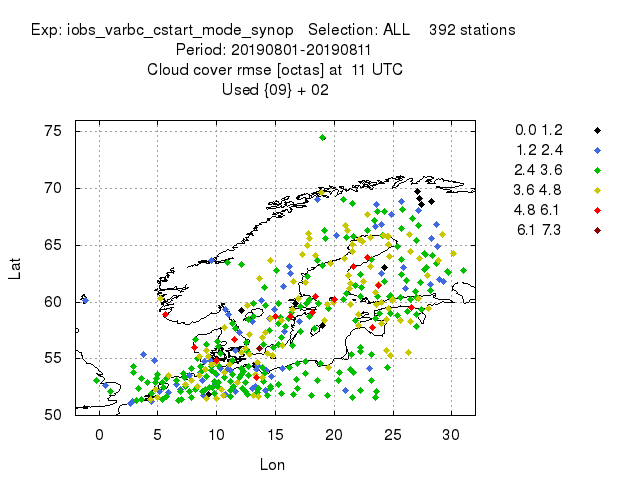 Exp: iobs_varbc_cstart_mode_synop Selection: ALL 392 stations
Period: 20190801-20190811
Cloud cover rmse [octas] at 11 UTC
Used {09} + 02
0.0 1.2
1.2 2.4
2.4 3.6
3.6 4.8
4.8 6.1
6.1 7.3
75
70
65
60
55
50
Lat
0 5 10 15 20 25 30
Lon